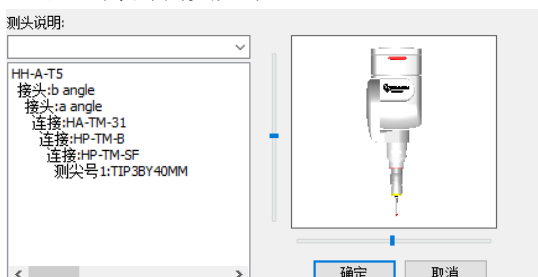 测头说明:
HH-A-T5
接头:b angle
接头:a angle
连接:HA-TM-31
连接:HP-TM-B
连接:HP-TM-SF
测尖号1:TIP3BY40MM
确定
取消